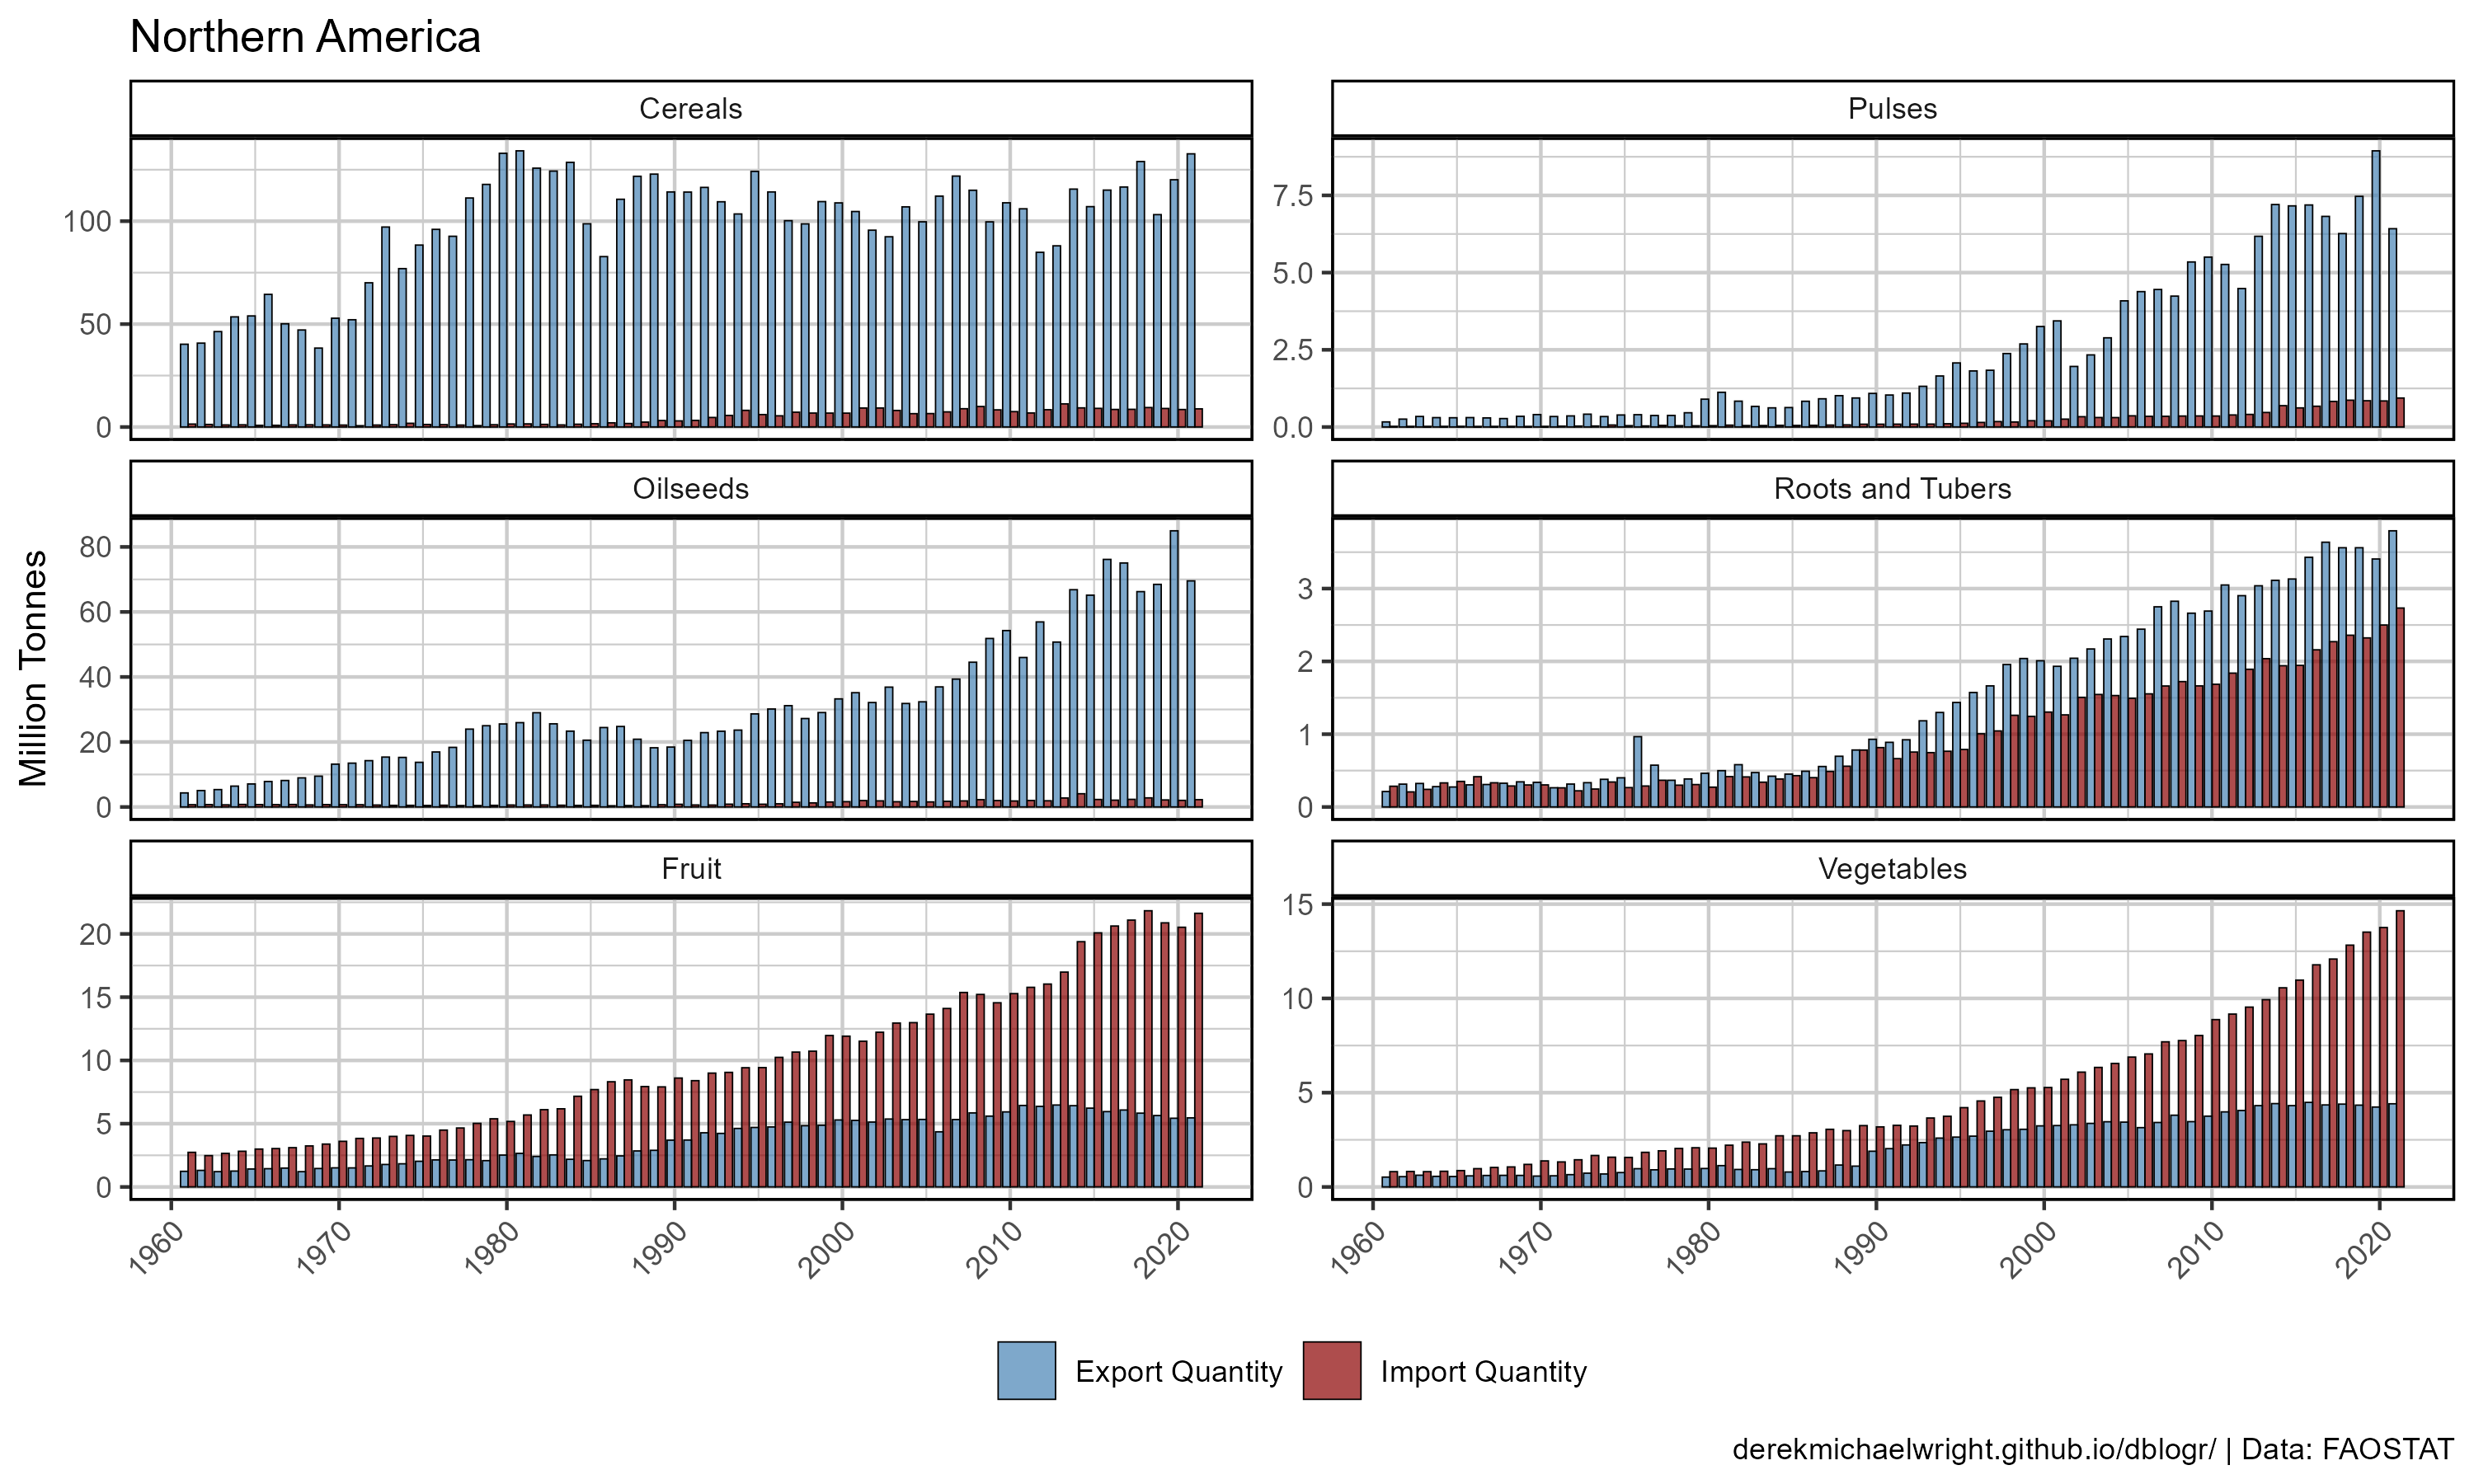 Northern America
Cereals
Pulses
100
50
0
7.5
5.0
2.5
0.0
Oilseeds
Roots and Tubers
Million Tonnes
80
60
40
20
0
3
2
1
0
Fruit
Vegetables
20
15
10
5
0
15
10
5
0
1960 1970 1980 1990 2000 2010 2020
1960 1970 1980 1990 2000 2010 2020
Export Quantity Import Quantity
derekmichaelwright.github.io/dblogr/ | Data: FAOSTAT